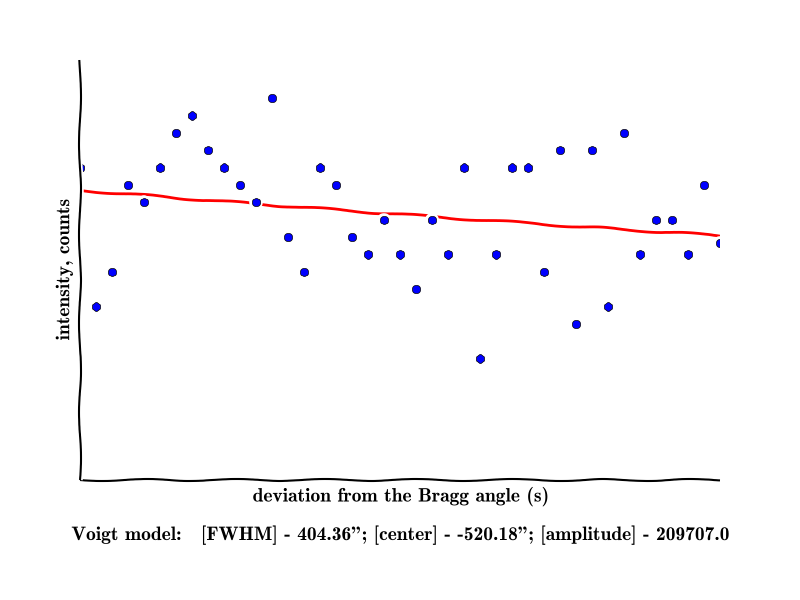 intensity, counts
deviation from the Bragg angle (s)
Voigt model: [FWHM] - 404.36”; [center] - -520.18”; [amplitude] - 209707.0